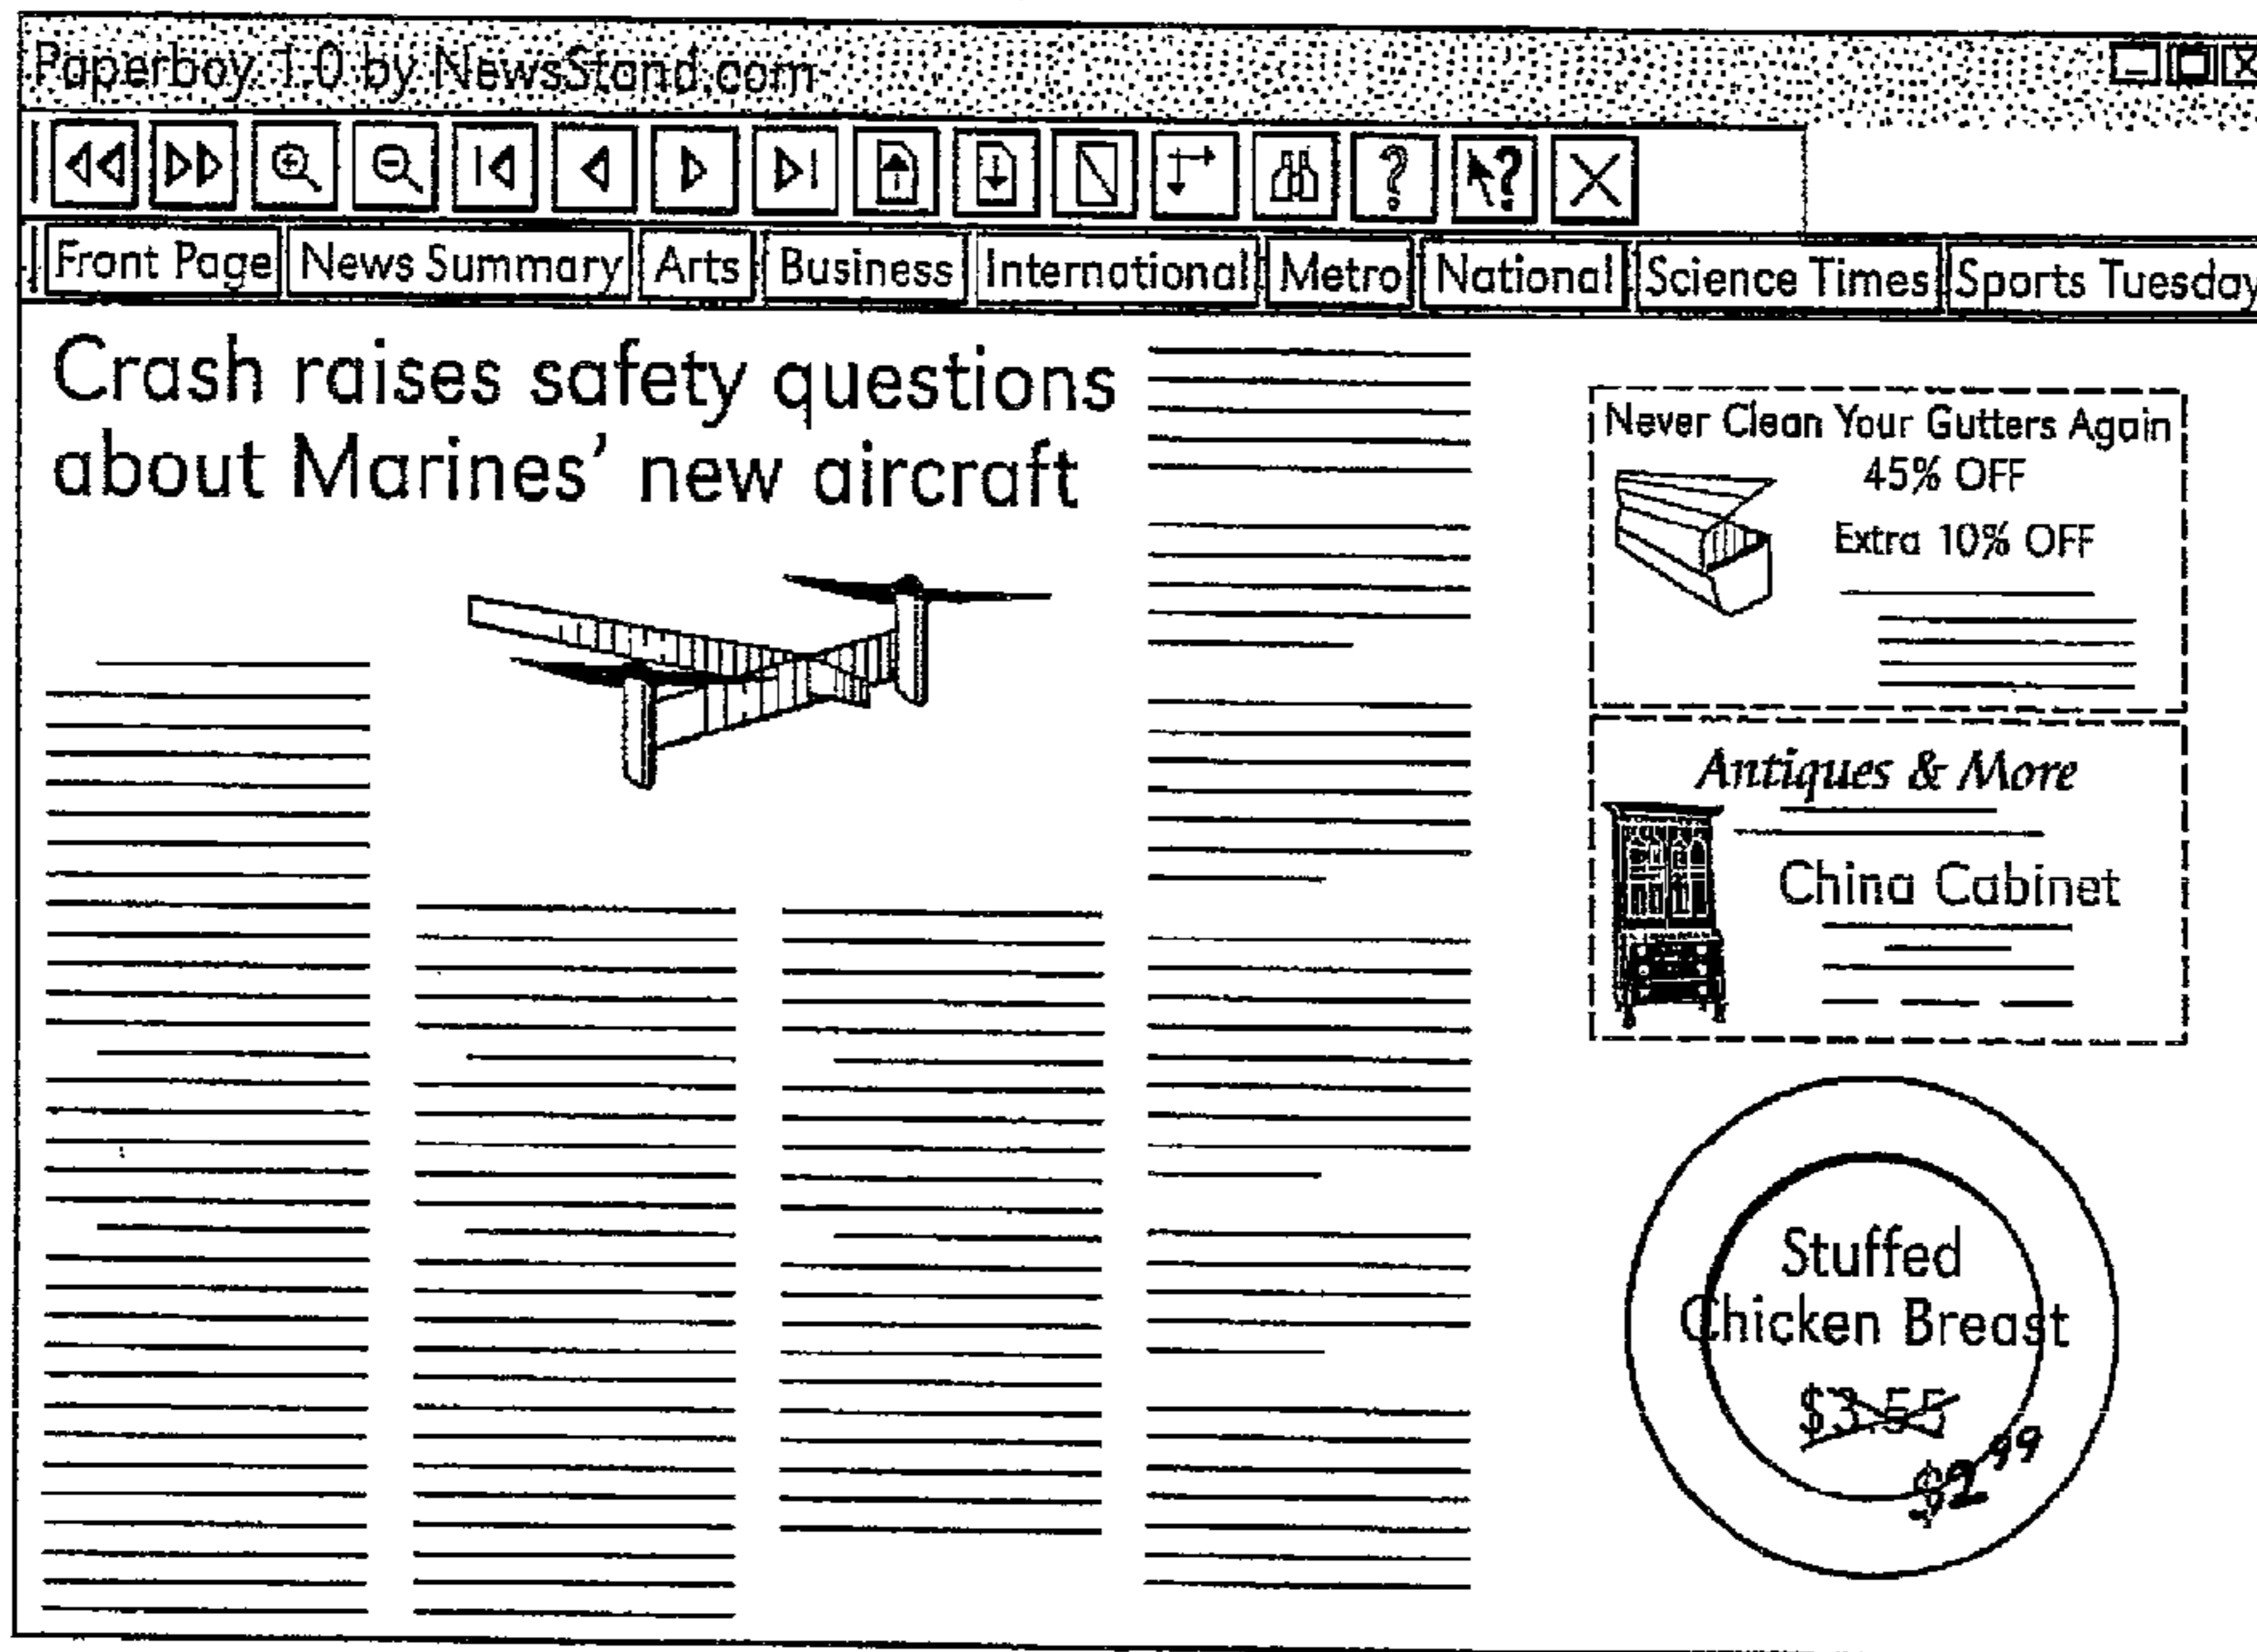 Paperboy 1.0 by NewsStand.com
Front Page News Summary Arts Business International Metro National Science Times Sports Tuesday
Crash raises safety questions
about Marines' new aircraft
Never Clean Your Gutters Again
45% OFF
Extra 10% OFF
Antiques & More
China Cabinet
Stuffed
Chicken Breast
$3.55
$2.99